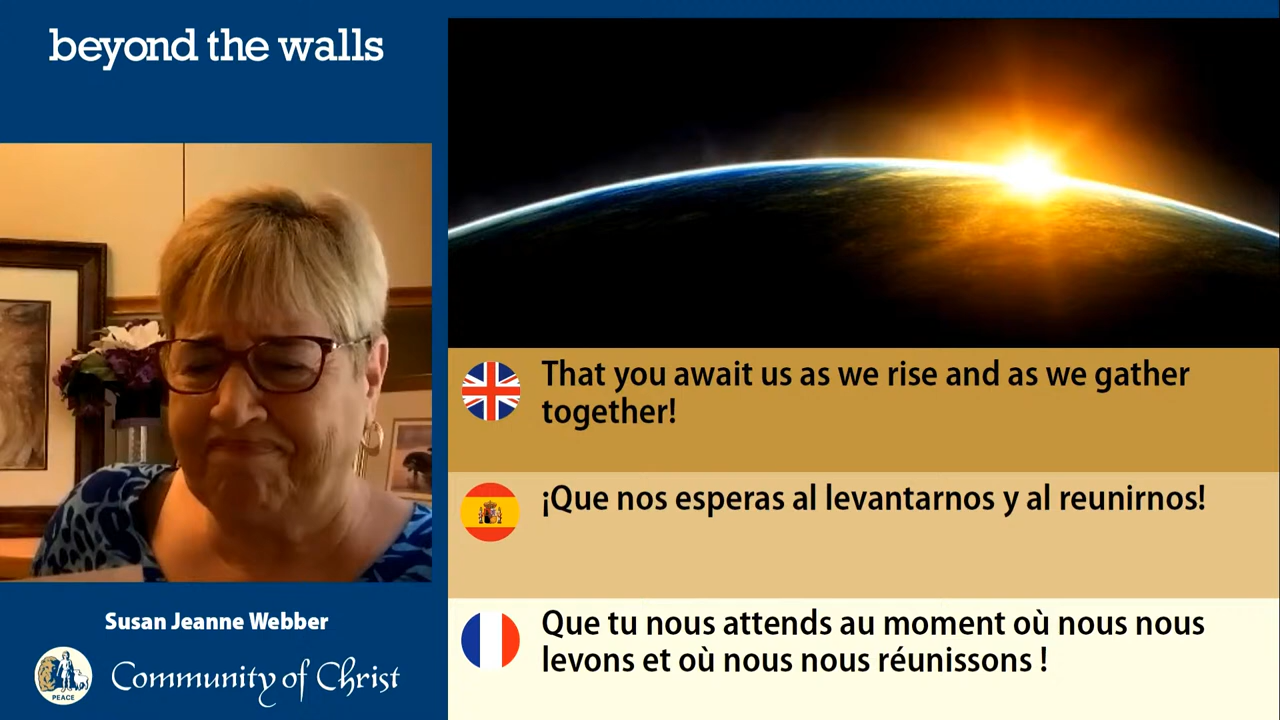 beyond the walls
That you await us as we rise and as we gather
together!
¡Que nos esperas al levantarnos y al reunirnos!
Que tu nous attends au moment où nous nous
levons et où nous nous réunissons !
Susan Jeanne Webber
PEACE
Community of Christ